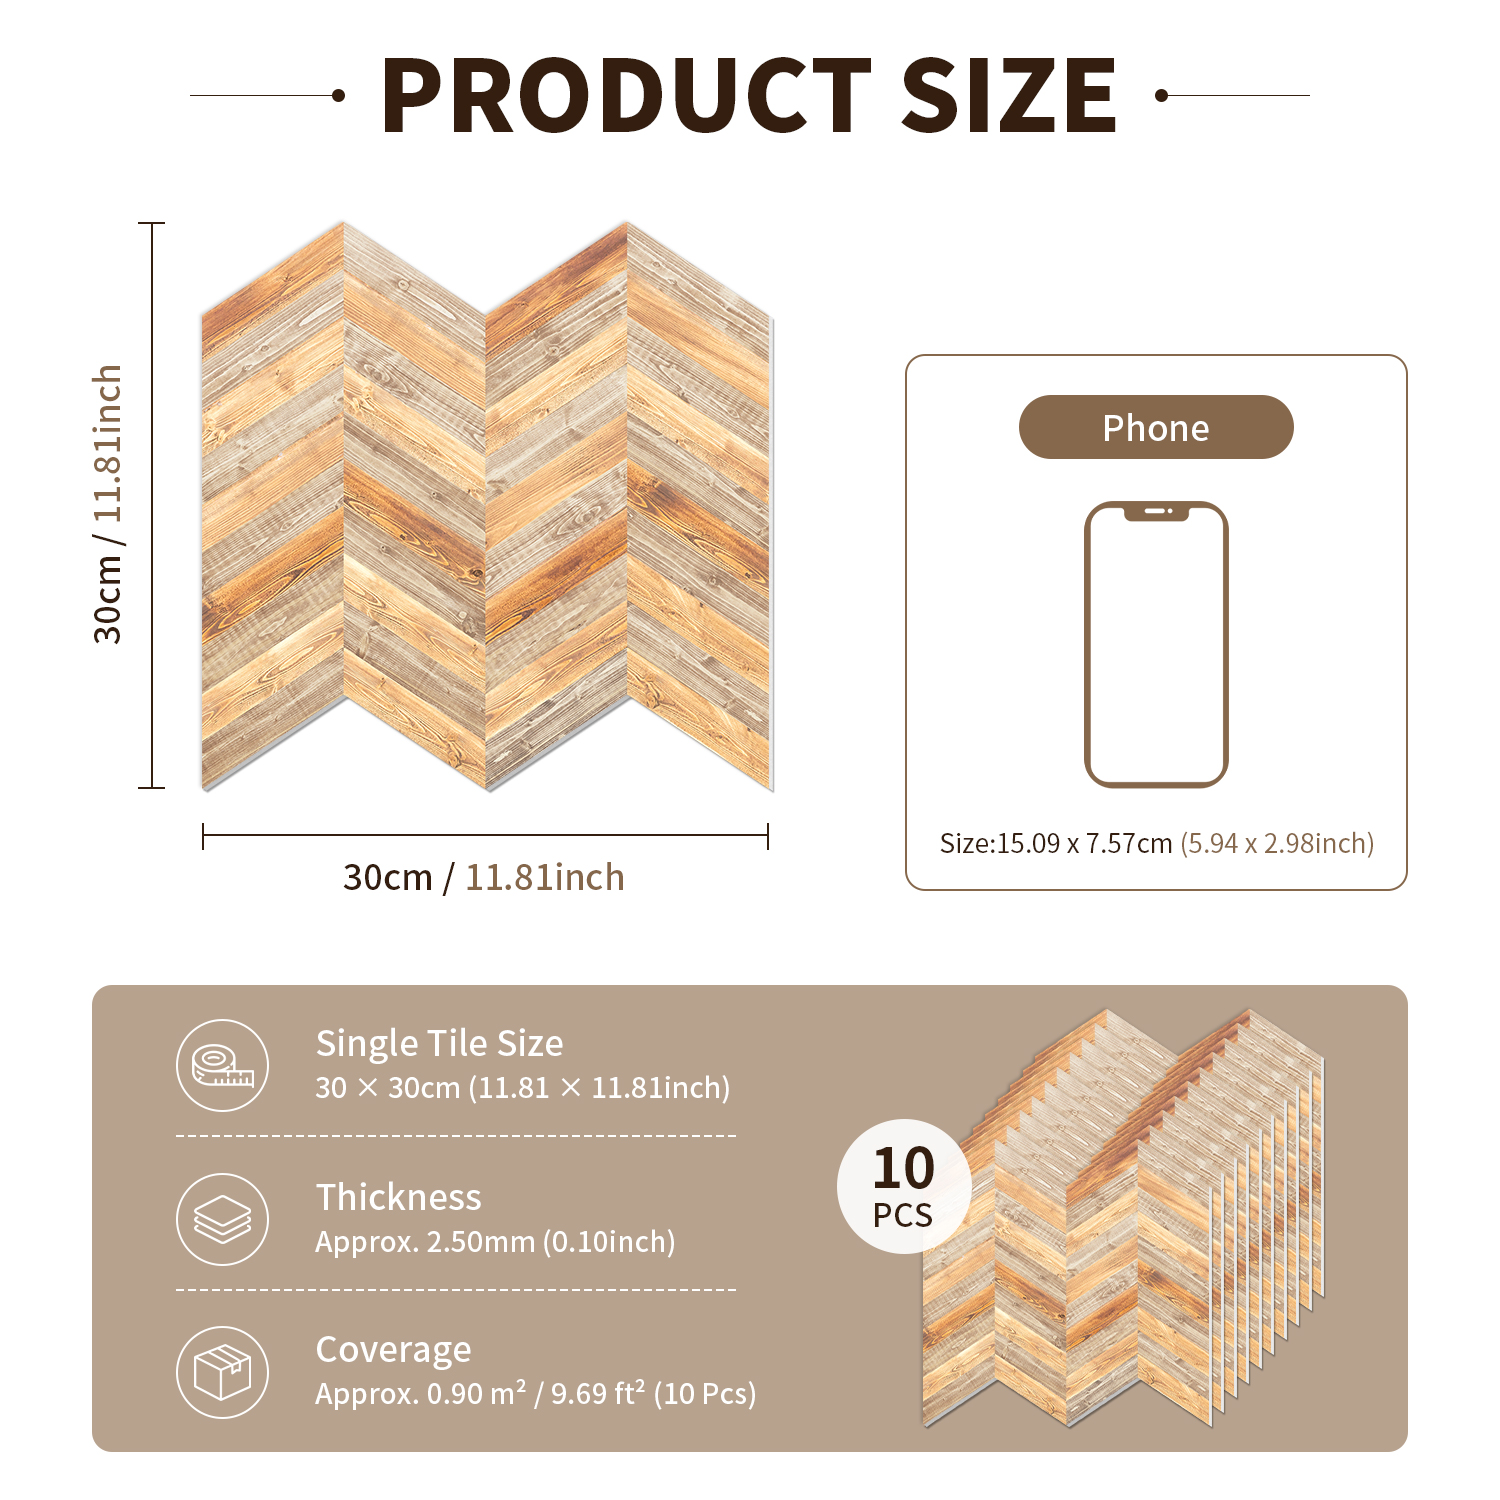 PRODUCT SIZE
30cm / 11.81inch
30cm / 11.81inch
Phone
Size:15.09 x 7.57cm (5.94 x 2.98inch)
Single Tile Size
30 × 30cm (11.81 × 11.81inch)
Thickness
Approx. 2.50mm (0.10inch)
Coverage
Approx. 0.90 m² / 9.69 ft² (10 Pcs)
10
PCS